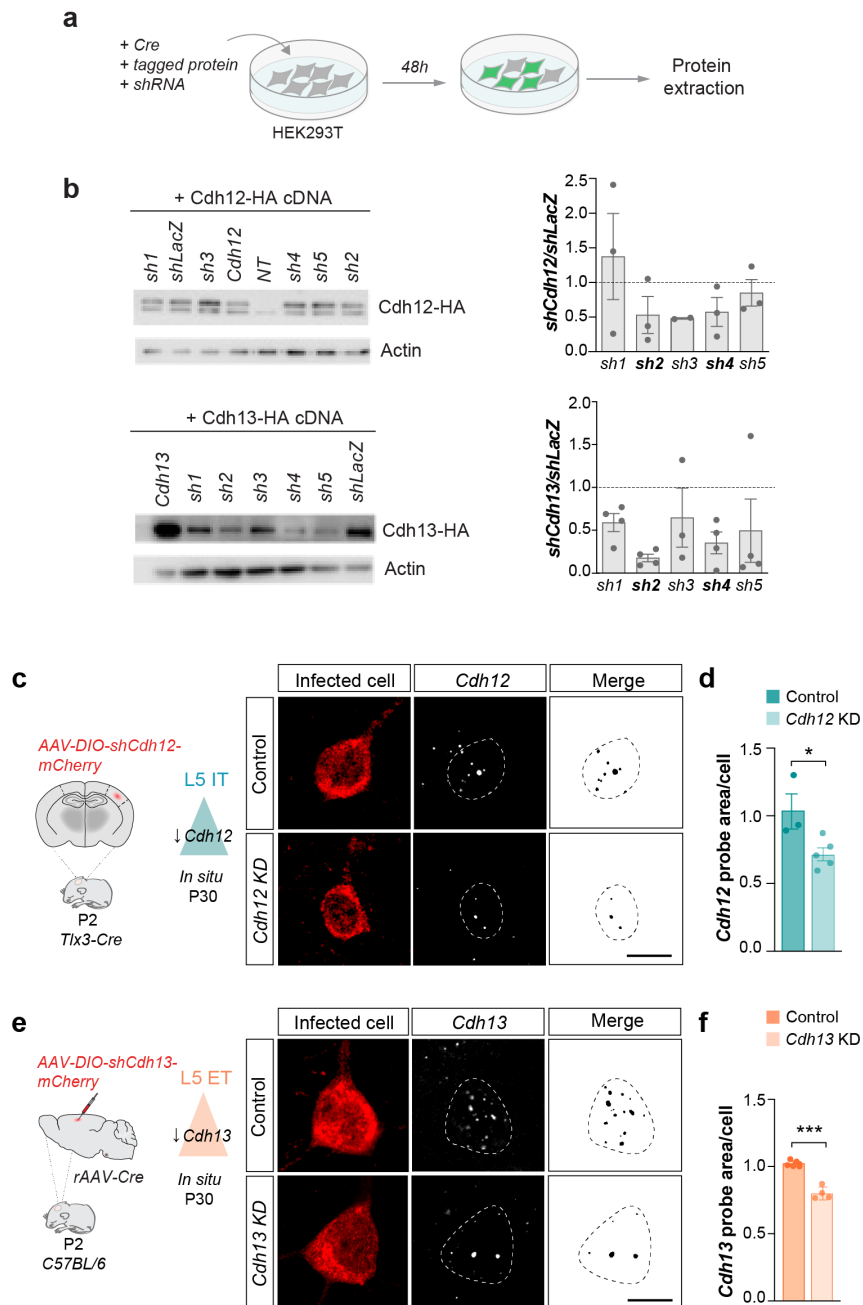 a
+ Cre
+ tagged protein
+ shRNA
HEK293T
48h
Protein
extraction
b
+ Cdh12-HA cDNA
sh1
shLacZ
sh3
Cdh12
NT
sh4
sh5
sh2
Cdh12-HA
Actin
shCdh12/shLacZ
2.5
2.0
1.5
1.0
0.5
0.0
sh1 sh2 sh3 sh4 sh5
+ Cdh13-HA cDNA
Cdh13
sh1
sh2
sh3
sh4
sh5
shLacZ
Cdh13-HA
Actin
shCdh13/shLacZ
2.0
1.5
1.0
0.5
0.0
sh1 sh2 sh3 sh4 sh5
c
AAV-DIO-shCdh12-
mCherry
P2
Tlx3-Cre
L5 IT
↓Cdh12
In situ
P30
Infected cell
Cdh12
Merge
Control
Cdh12 KD
d
Control
Cdh12 KD
Cdh12 probe area/cell
1.5
1.0
0.5
0.0
*
e
AAV-DIO-shCdh13-
mCherry
rAAV-Cre
P2
C57BL/6
L5 ET
↓Cdh13
In situ
P30
Infected cell
Cdh13
Merge
Control
Cdh13 KD
f
Control
Cdh13 KD
Cdh13 probe area/cell
1.5
1.0
0.5
0.0
***